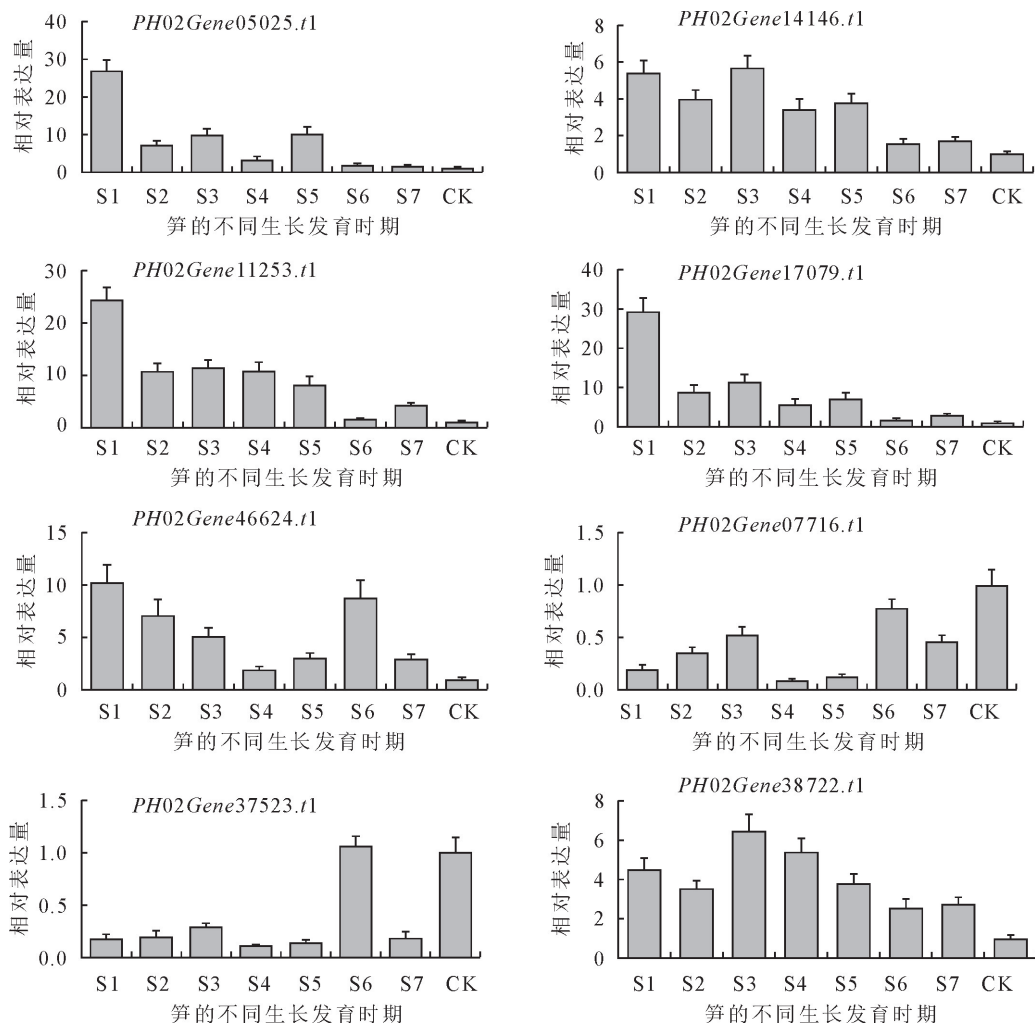 PH02Gene05025.t1
相对表达量
40
30
20
10
0
S1 S2 S3 S4 S5 S6 S7 CK
笋的不同生长发育时期
PH02Gene14146.t1
相对表达量
8
6
4
2
0
S1 S2 S3 S4 S5 S6 S7 CK
笋的不同生长发育时期
PH02Gene11253.t1
相对表达量
30
20
10
0
S1 S2 S3 S4 S5 S6 S7 CK
笋的不同生长发育时期
PH02Gene17079.t1
相对表达量
40
30
20
10
0
S1 S2 S3 S4 S5 S6 S7 CK
笋的不同生长发育时期
PH02Gene46624.t1
相对表达量
15
10
5
0
S1 S2 S3 S4 S5 S6 S7 CK
笋的不同生长发育时期
PH02Gene07716.t1
相对表达量
1.5
1.0
0.5
0.0
S1 S2 S3 S4 S5 S6 S7 CK
笋的不同生长发育时期
PH02Gene37523.t1
相对表达量
1.5
1.0
0.5
0.0
S1 S2 S3 S4 S5 S6 S7 CK
笋的不同生长发育时期
PH02Gene38722.t1
相对表达量
8
6
4
2
0
S1 S2 S3 S4 S5 S6 S7 CK
笋的不同生长发育时期